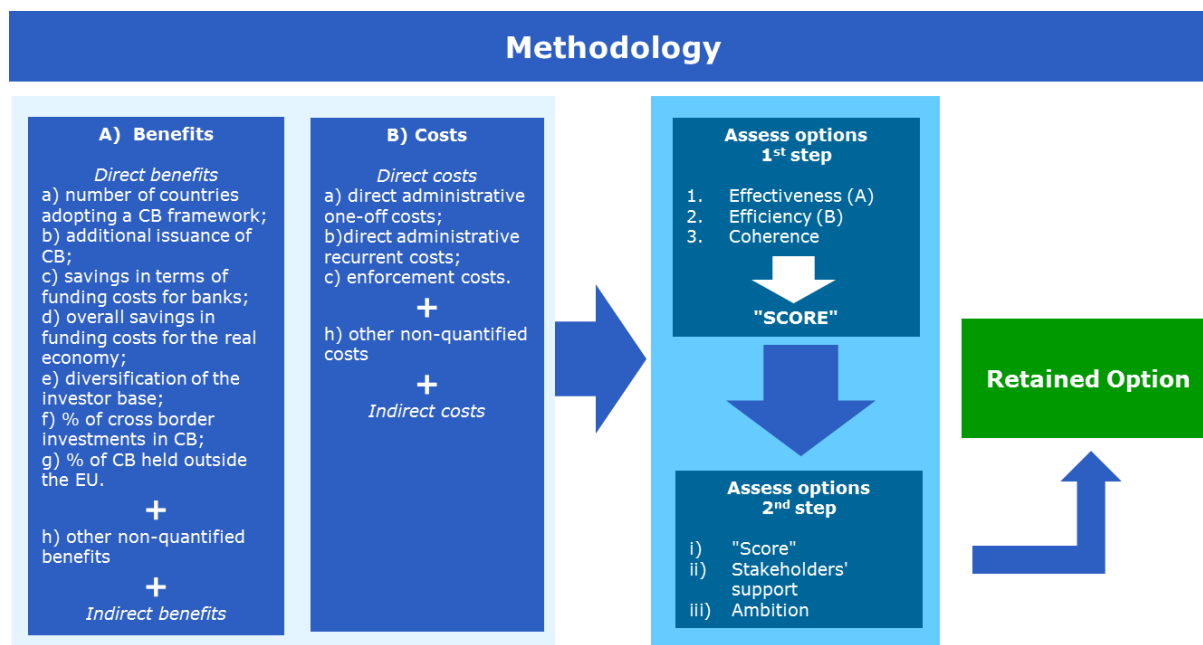 Methodology
A) Benefits
Direct benefits
a) number of countries
adopting a CB framework;
b) additional issuance of
CB;
c) savings in terms of
funding costs for banks;
d) overall savings in
funding costs for the real
economy;
e) diversification of the
investor base;
f) % of cross border
investments in CB;
g) % of CB held outside
the EU.
+
h) other non-quantified
benefits
+
Indirect benefits
B) Costs
Direct costs
a) direct administrative
one-off costs;
b)direct administrative
recurrent costs;
c) enforcement costs.
+
h) other non-quantified
costs
+
Indirect costs
Assess options
1st step
1. Effectiveness (A)
2. Efficiency (B)
3. Coherence
"SCORE"
Assess options
2nd step
i) "Score"
ii) Stakeholders'
support
iii) Ambition
Retained Option